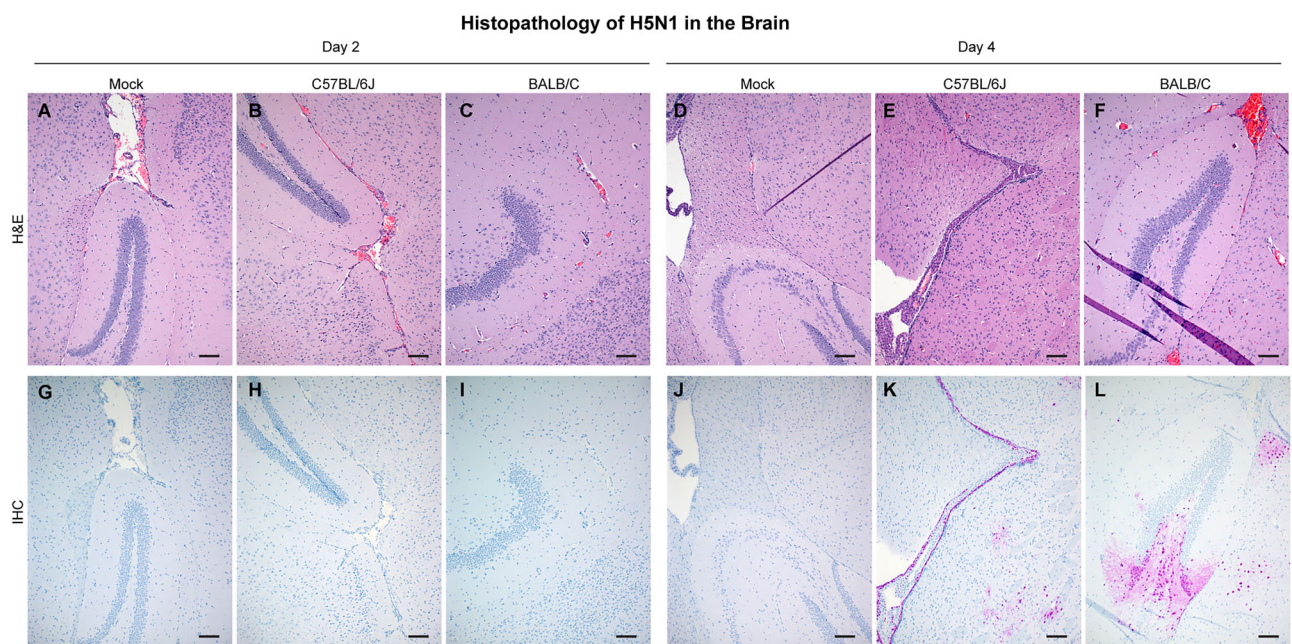 Histopathology of H5N1 in the Brain
Day 2
Day 4
Mock
C57BL/6J
BALB/C
Mock
C57BL/6J
BALB/C
H&E
A
B
C
D
E
F
IHC
G
H
I
J
K
L